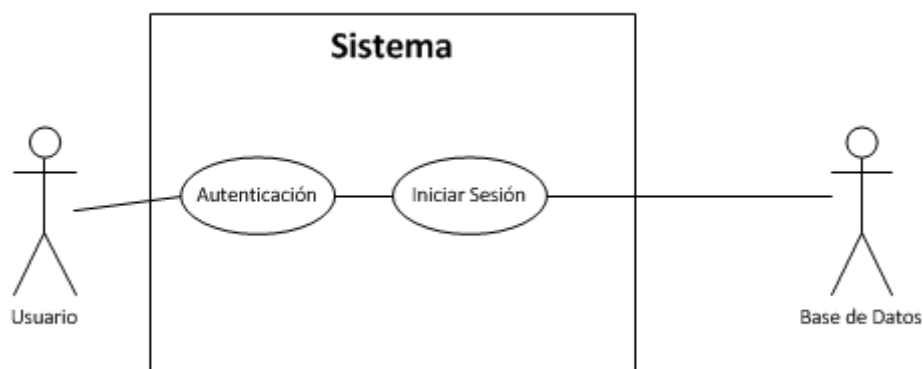 Sistema
Autenticación
Iniciar Sesión
Usuario
Base de Datos